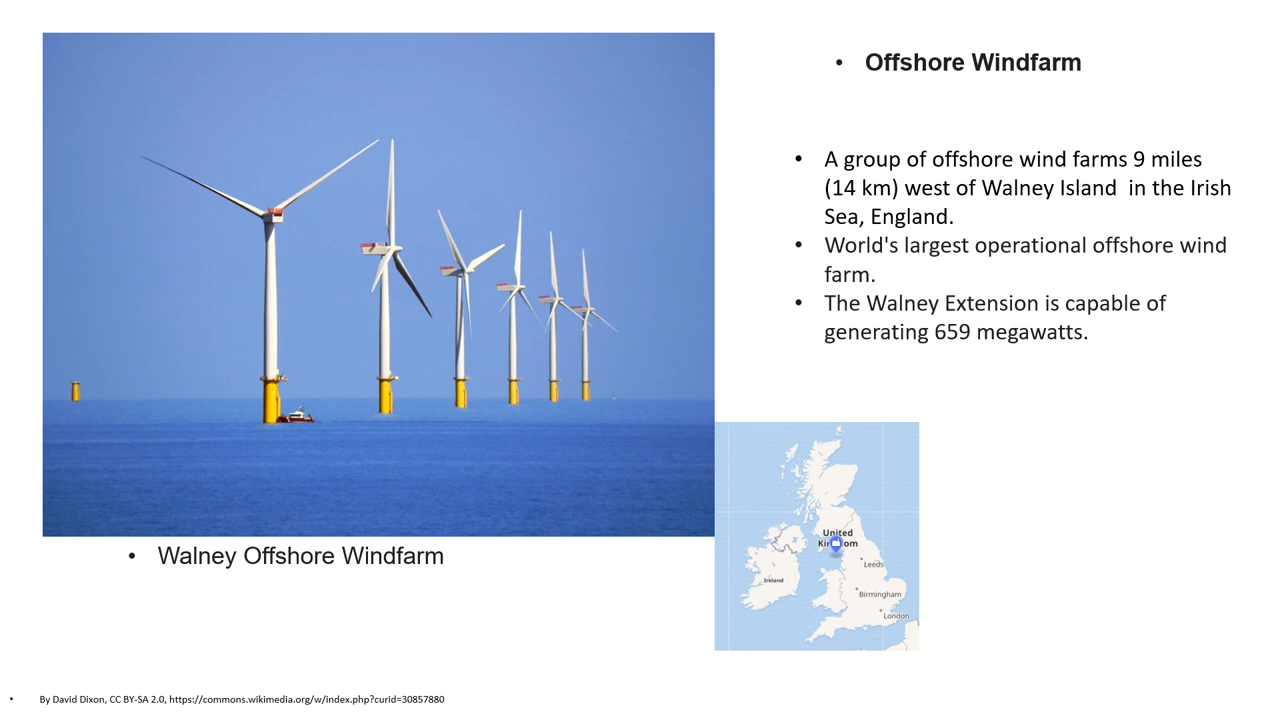 • Offshore Windfarm
• A group of offshore wind farms 9 miles
(14 km) west of Walney Island in the Irish
Sea, England.
• World's largest operational offshore wind
farm.
• The Walney Extension is capable of
generating 659 megawatts.
• Walney Offshore Windfarm
United
Kingdom
Leeds
Ireland
Birmingham
London
• By David Dixon, CC BY-SA 2.0, https://commons.wikimedia.org/w/index.php?curid=30857880